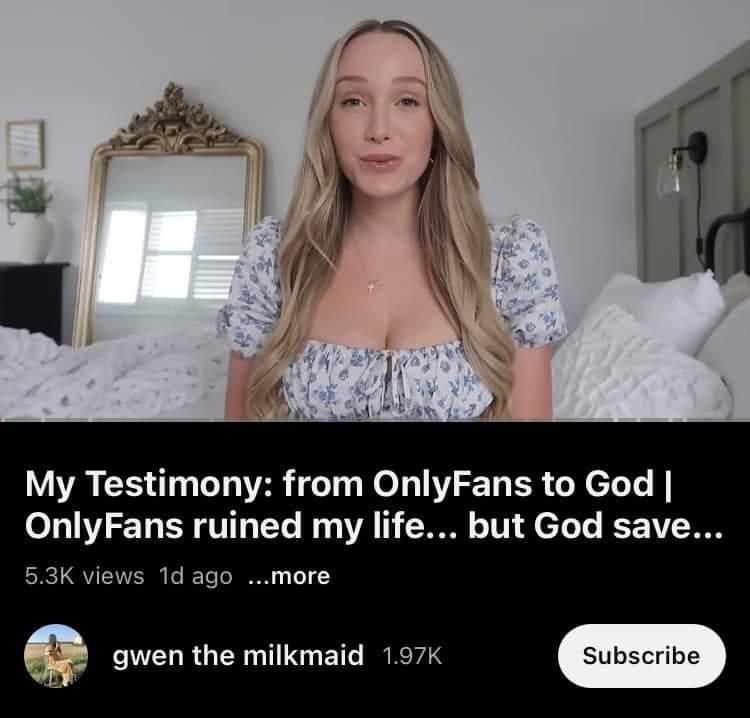 My Testimony: from OnlyFans to God |
OnlyFans ruined my life... but God save...
5.3K views 1d ago ...more
gwen the milkmaid 1.97K
Subscribe